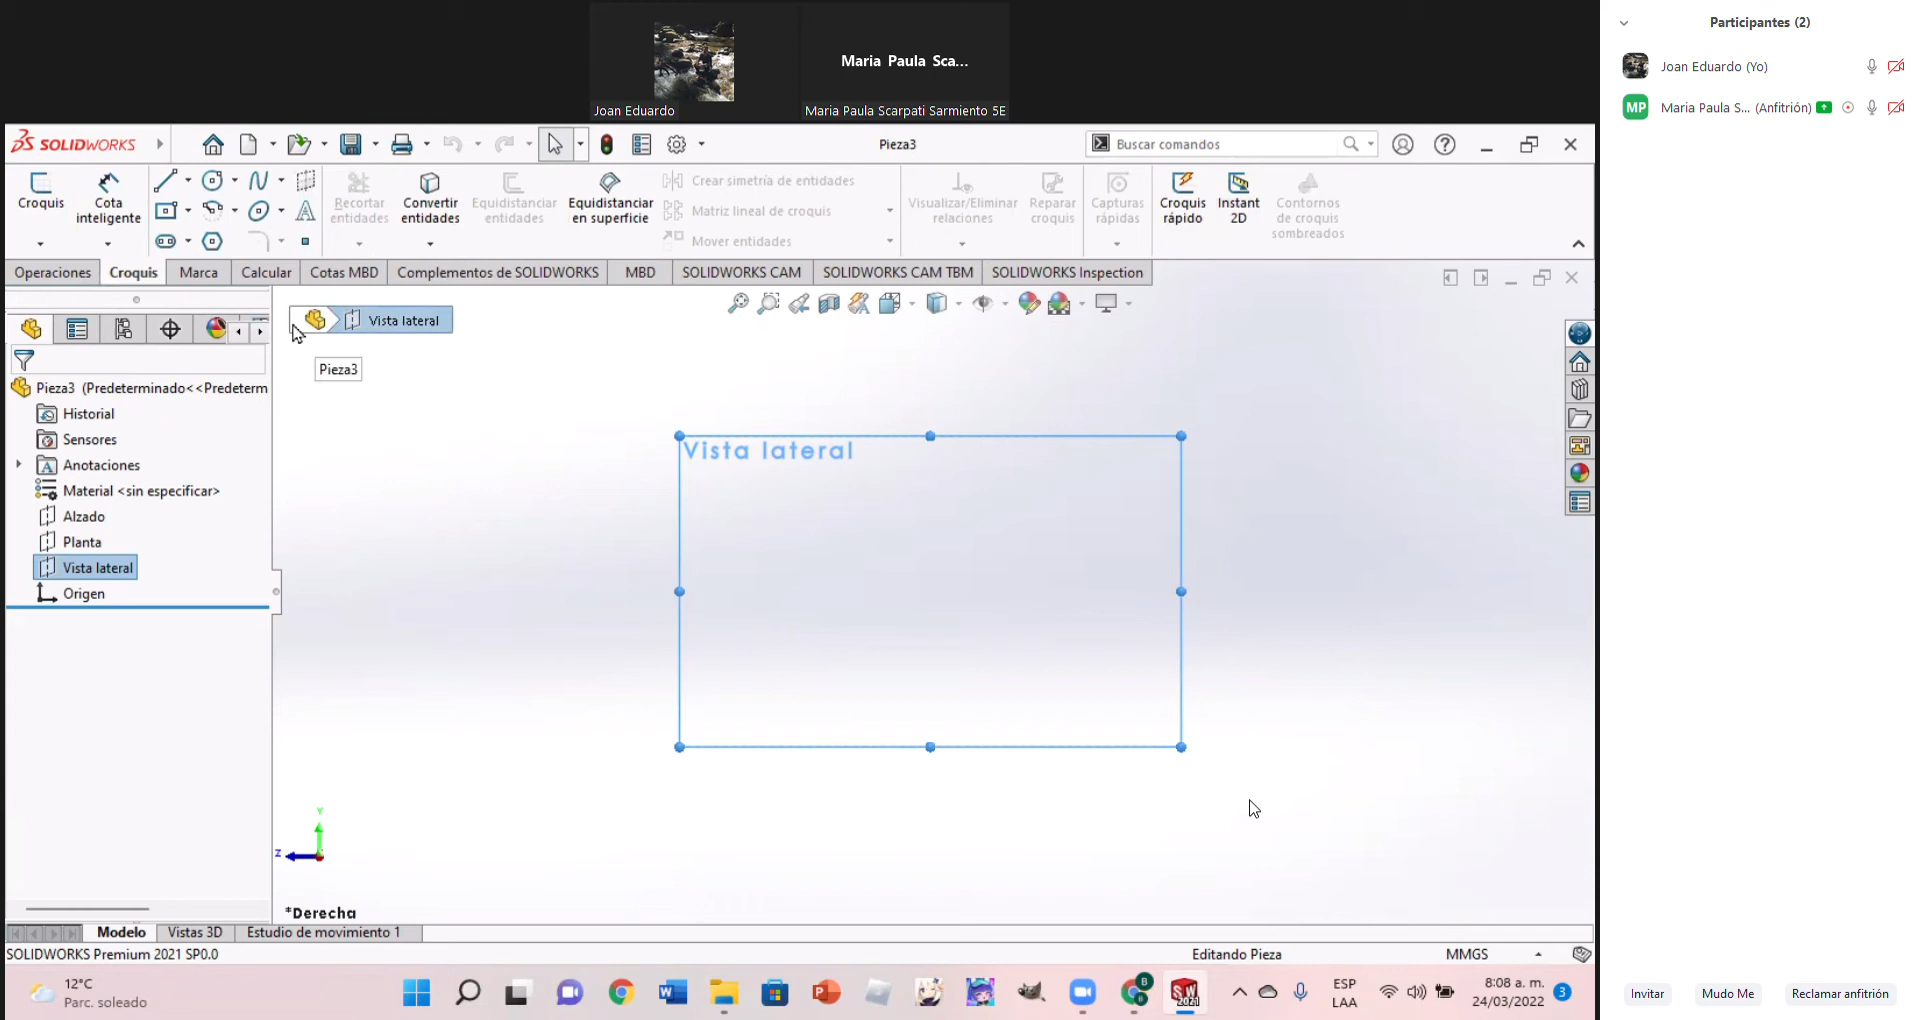 Maria Paula Sca...
Joan Eduardo
Maria Paula Scarpati Sarmiento 5E
Participantes (2)
Joan Eduardo (Yo)
MP
Maria Paula S... (Anfitrión)
SOLIDWORKS
Pieza3
Buscar comandos
Croquis
Cota inteligente
Recortar entidades
Convertir entidades
Equidistanciar entidades
Equidistanciar en superficie
Crear simetría de entidades
Matriz lineal de croquis
Mover entidades
Visualizar/Eliminar relaciones
Reparar croquis
Capturas rápidas
Croquis rápido
Instant 2D
Contornos de croquis sombreados
Operaciones
Croquis
Marca
Calcular
Cotas MBD
Complementos de SOLIDWORKS
MBD
SOLIDWORKS CAM
SOLIDWORKS CAM TBM
SOLIDWORKS Inspection
Vista lateral
Pieza3
Pieza3 (Predeterminado<<Predeterm
Historial
Sensores
Anotaciones
Material <sin especificar>
Alzado
Planta
Vista lateral
Origen
Vista lateral
Y
Z
*Derecha
Modelo
Vistas 3D
Estudio de movimiento 1
SOLIDWORKS Premium 2021 SP0.0
Editando Pieza
MMGS
12°C
Parc. soleado
ESP
LAA
8:08 a. m.
24/03/2022
3
Invitar
Mudo Me
Reclamar anfitrión